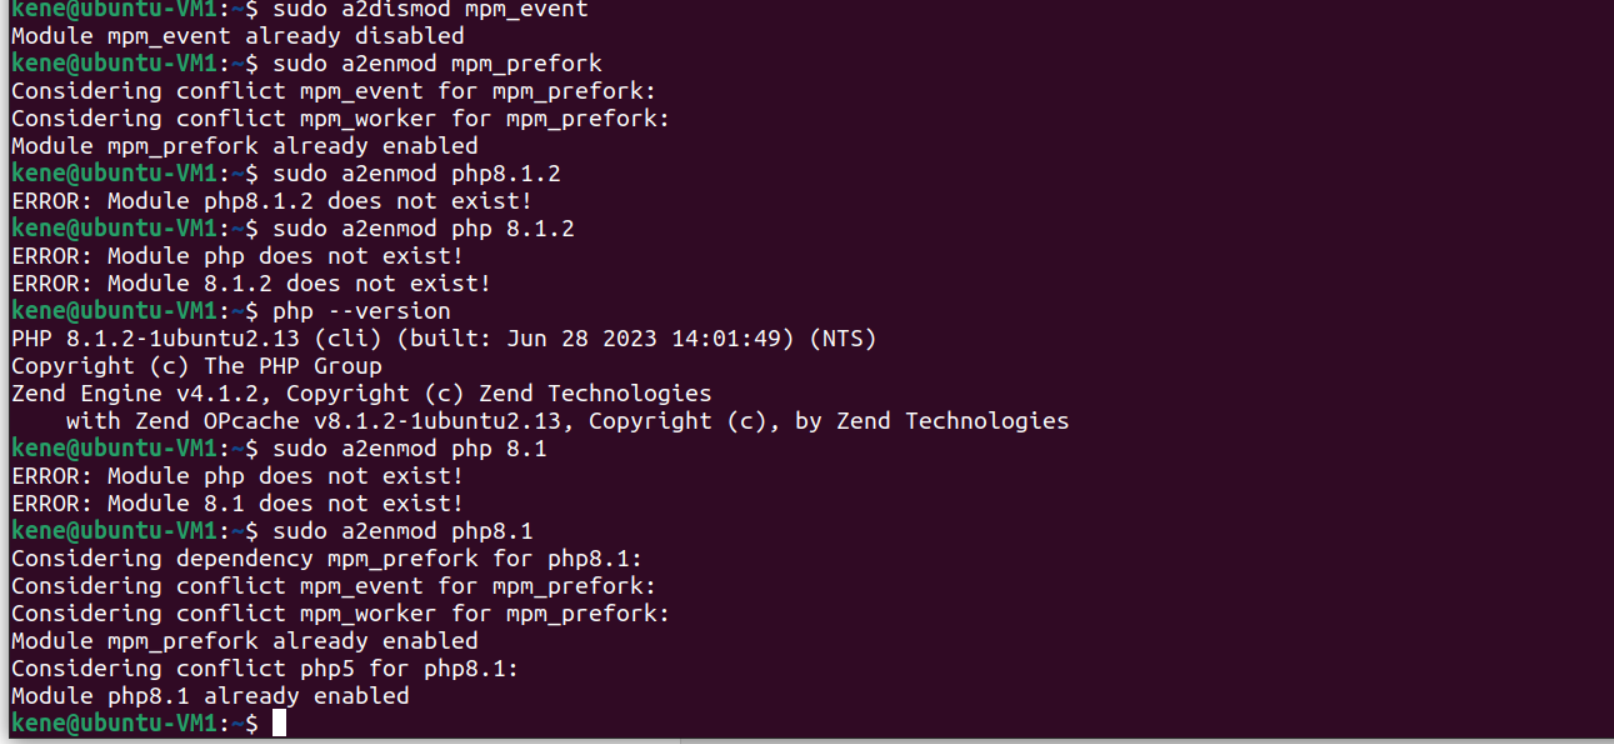 kene@ubuntu-VM1:~$ sudo a2dismod mpm_event
Module mpm_event already disabled
kene@ubuntu-VM1:~$ sudo a2enmod mpm_prefork
Considering conflict mpm_event for mpm_prefork:
Considering conflict mpm_worker for mpm_prefork:
Module mpm_prefork already enabled
kene@ubuntu-VM1:~$ sudo a2enmod php8.1.2
ERROR: Module php8.1.2 does not exist!
kene@ubuntu-VM1:~$ sudo a2enmod php 8.1.2
ERROR: Module php does not exist!
ERROR: Module 8.1.2 does not exist!
kene@ubuntu-VM1:~$ php --version
PHP 8.1.2-1ubuntu2.13 (cli) (built: Jun 28 2023 14:01:49) (NTS)
Copyright (c) The PHP Group
Zend Engine v4.1.2, Copyright (c) Zend Technologies
    with Zend OPcache v8.1.2-1ubuntu2.13, Copyright (c), by Zend Technologies
kene@ubuntu-VM1:~$ sudo a2enmod php 8.1
ERROR: Module php does not exist!
ERROR: Module 8.1 does not exist!
kene@ubuntu-VM1:~$ sudo a2enmod php8.1
Considering dependency mpm_prefork for php8.1:
Considering conflict mpm_event for mpm_prefork:
Considering conflict mpm_worker for mpm_prefork:
Module mpm_prefork already enabled
Considering conflict php5 for php8.1:
Module php8.1 already enabled
kene@ubuntu-VM1:~$